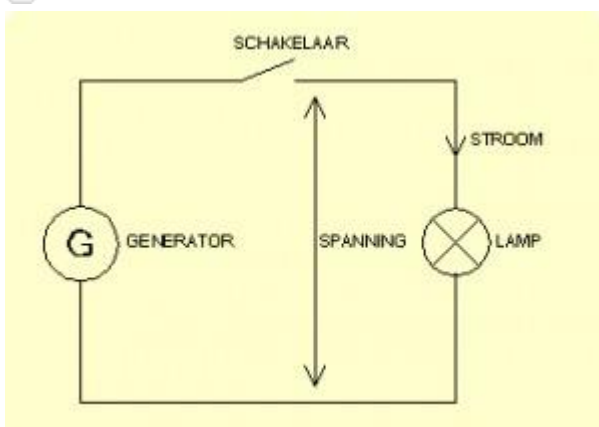 SCHAKELAAR
STROOM
G
GENERATOR
SPANNING
LAMP